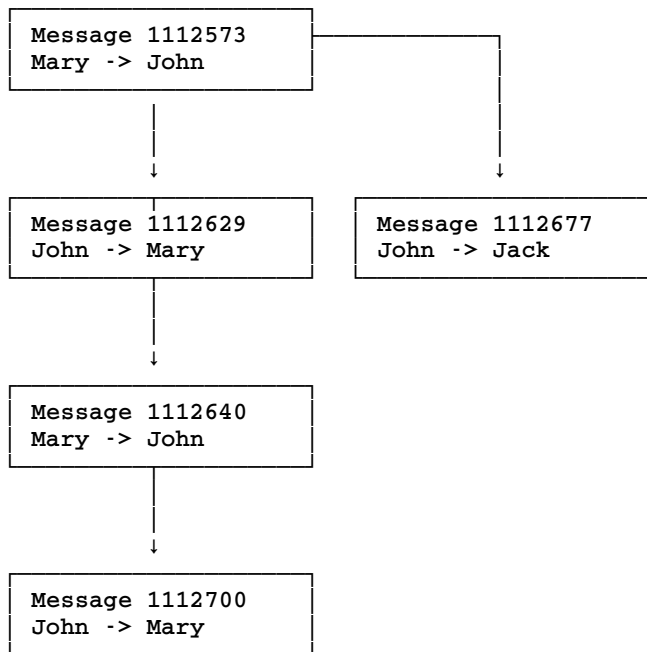 Message 1112573
Mary -> John
Message 1112629
John -> Mary
Message 1112677
John -> Jack
Message 1112640
Mary -> John
Message 1112700
John -> Mary